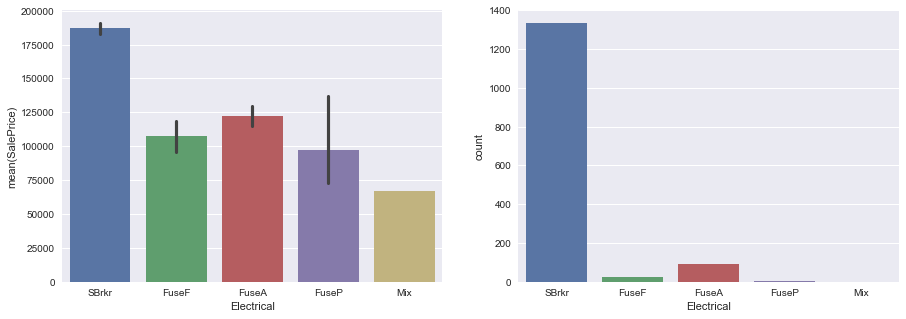 200000
175000
150000
125000
100000
75000
50000
25000
0
mean(SalePrice)
SBrkr FuseF FuseA FuseP Mix
Electrical
1400
1200
1000
800
600
400
200
0
count
SBrkr FuseF FuseA FuseP Mix
Electrical